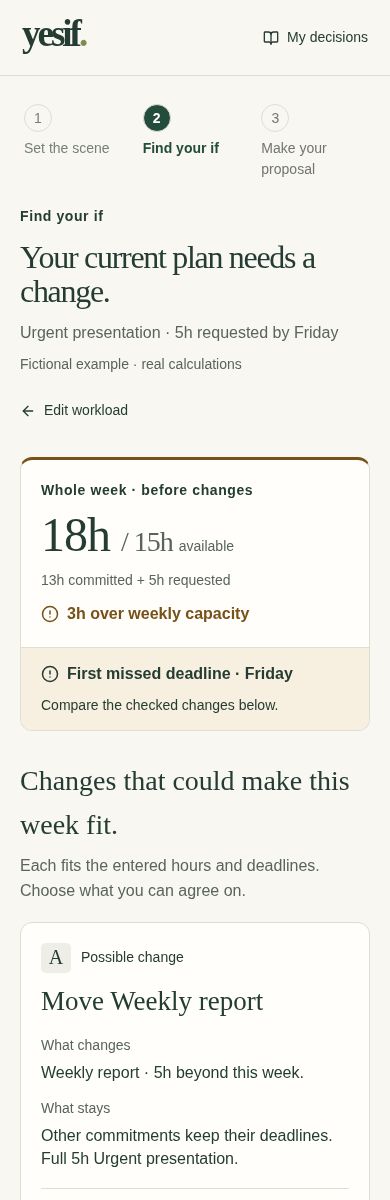 yesif.
My decisions
1
2
3
Set the scene
Find your if
Make your
proposal
Find your if
Your current plan needs a
change.
Urgent presentation · 5h requested by Friday
Fictional example · real calculations
Edit workload
Whole week · before changes
18h / 15h available
13h committed + 5h requested
3h over weekly capacity
First missed deadline · Friday
Compare the checked changes below.
Changes that could make this
week fit.
Each fits the entered hours and deadlines.
Choose what you can agree on.
A Possible change
Move Weekly report
What changes
Weekly report · 5h beyond this week.
What stays
Other commitments keep their deadlines.
Full 5h Urgent presentation.